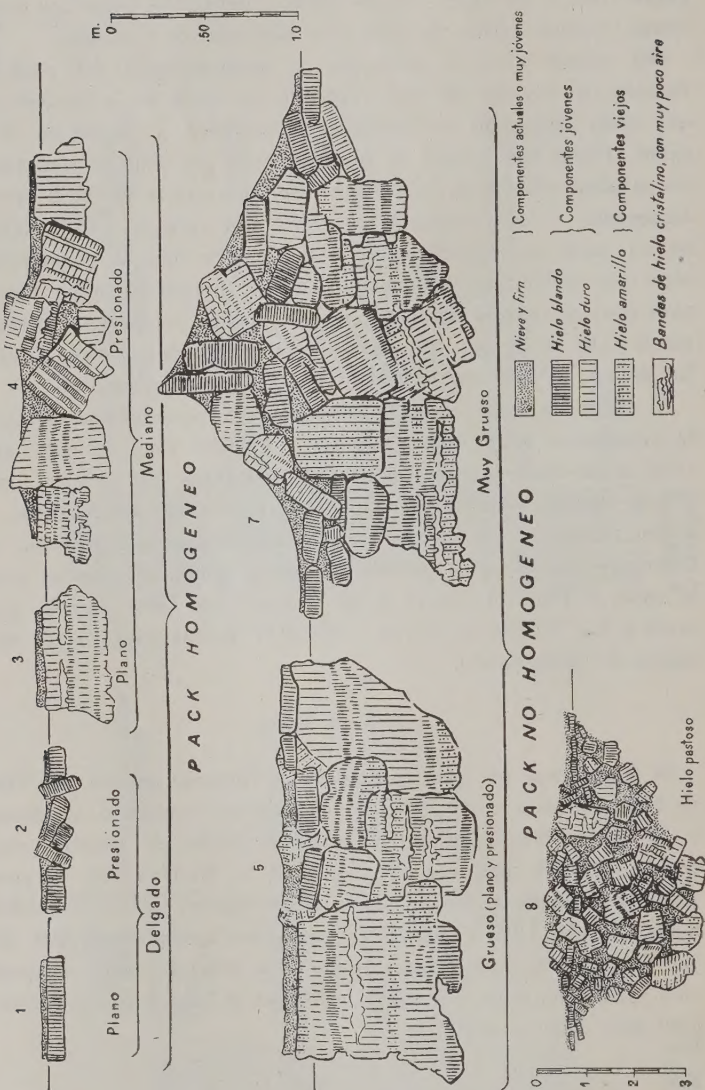 1
2
3
4
m.
0
.50
1.0
Plano
Presionado
Plano
Presionado
Delgado
Mediano
PACK HOMOGENEO
5
7
Grueso (plano y presionado)
Muy Grueso
PACK NO HOMOGENEO
8
Hielo pastoso
0
1
2
3
Nieve y firn } Componentes actuales o muy jóvenes
Hielo blando
Hielo duro } Componentes jóvenes
Hielo amarillo } Componentes viejos
Bandas de hielo cristalino, con muy poco aire